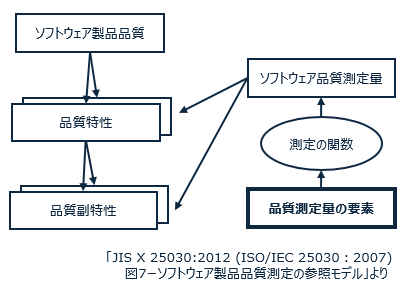 ソフトウェア製品品質
ソフトウェア品質測定量
品質特性
測定の関数
品質副特性
品質測定量の要素
「JIS X 25030:2012 (ISO/IEC 25030：2007)
図7－ソフトウェア製品品質測定の参照モデル」より